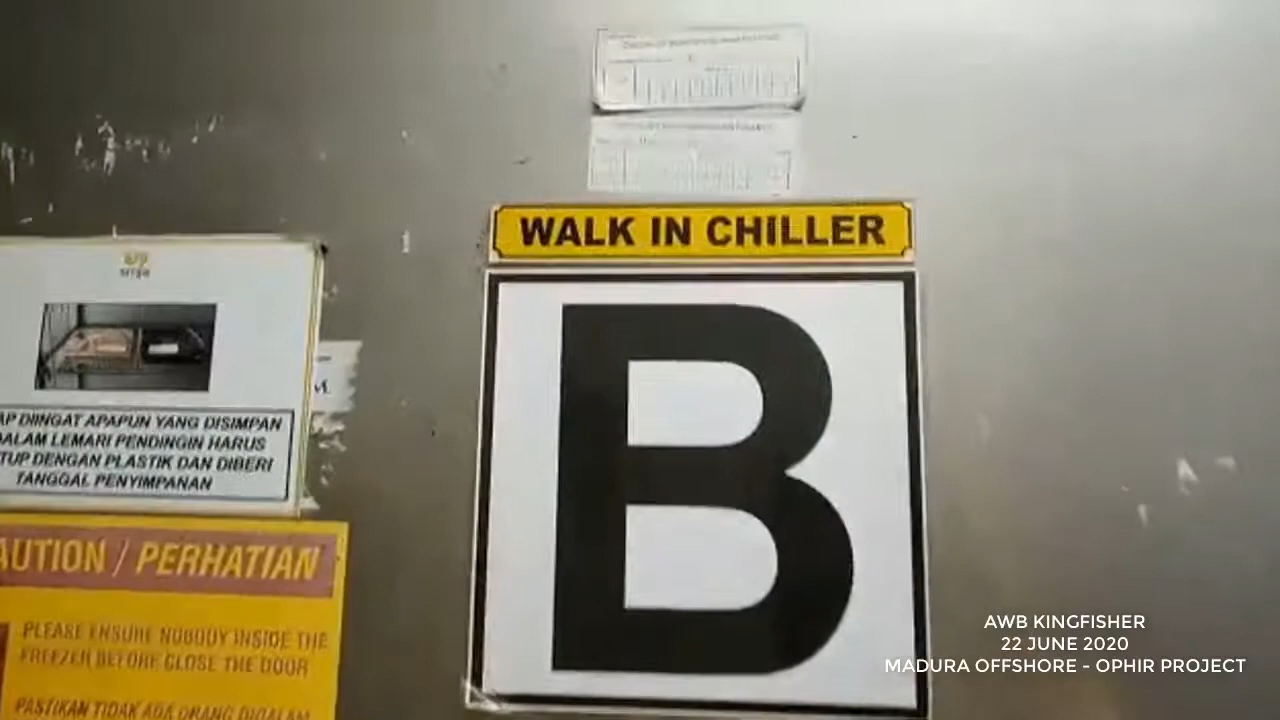 WALK IN CHILLER
B
AP DIINGAT APAPUN YANG DISIMPAN
DALAM LEMARI PENDINGIN HARUS
TUP DENGAN PLASTIK DAN DIBERI
TANGGAL PENYIMPANAN
AUTION / PERHATIAN
PLEASE ENSURE NOBODY INSIDE THE
FREEZER BEFORE CLOSE THE DOOR
PASTIKAN TIDAK ADA ORANG DIDALAM
AWB KINGFISHER
22 JUNE 2020
MADURA OFFSHORE - OPHIR PROJECT